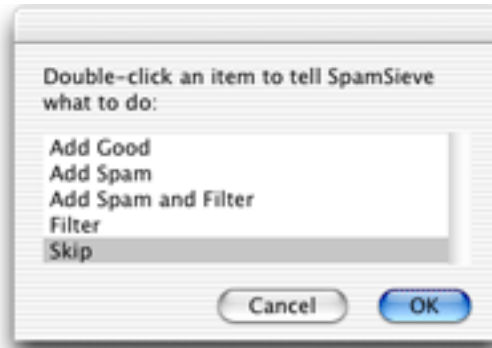 Double-click an item to tell SpamSieve
what to do:
Add Good
Add Spam
Add Spam and Filter
Filter
Skip
Cancel OK